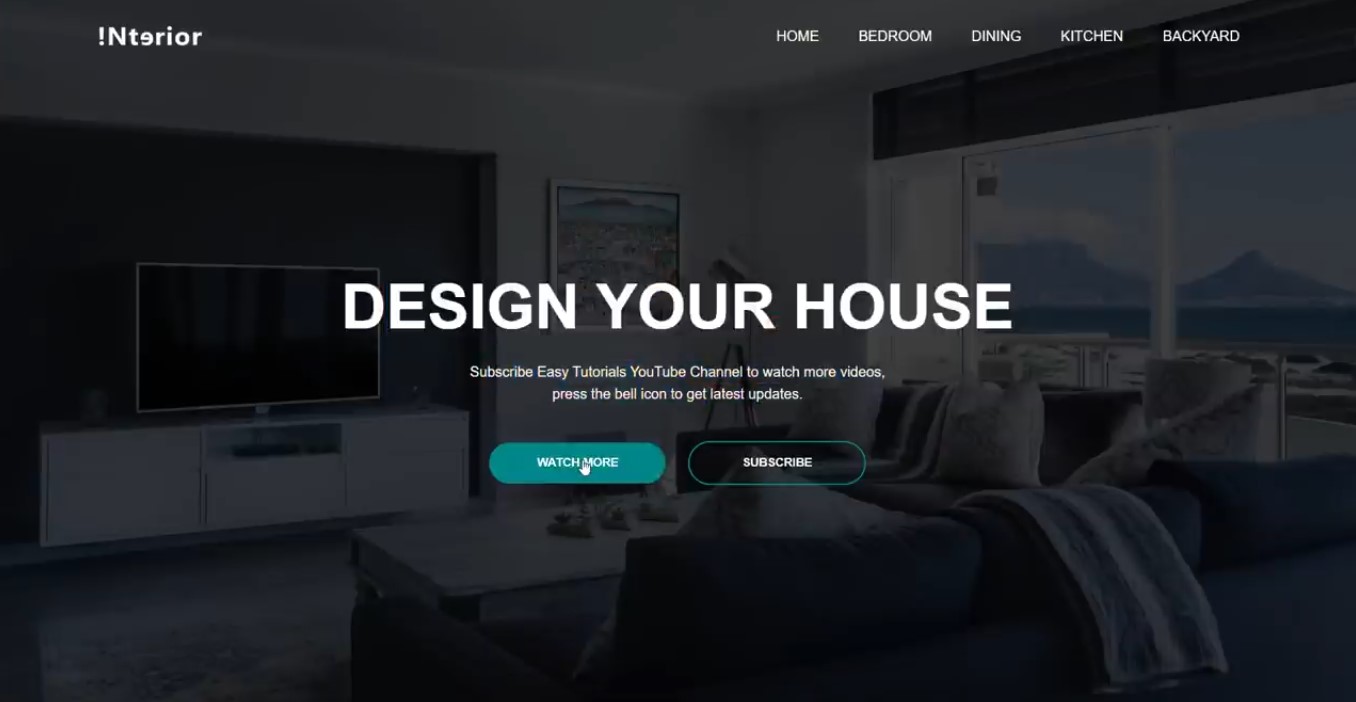 !Ntɘrior
HOME BEDROOM DINING KITCHEN BACKYARD
DESIGN YOUR HOUSE
Subscribe Easy Tutorials YouTube Channel to watch more videos,
press the bell icon to get latest updates.
WATCH MORE SUBSCRIBE